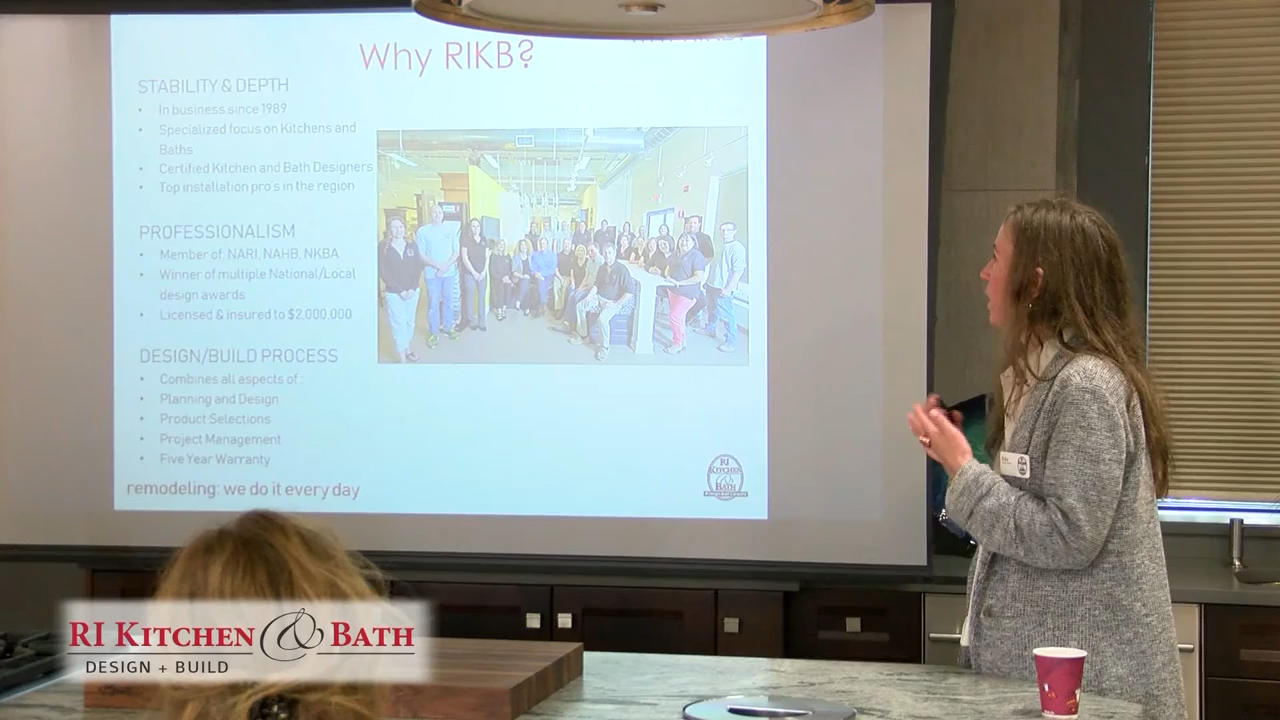 Why RIKB?
STABILITY & DEPTH
• In business since 1989
• Specialized focus on Kitchens and
Baths
• Certified Kitchen and Bath Designers
• Top installation pro's in the region
PROFESSIONALISM
• Member of: NARI, NAHB, NKBA
• Winner of multiple National/Local
design awards
• Licensed & insured to $2,000,000
DESIGN/BUILD PROCESS
• Combines all aspects of :
• Planning and Design
• Product Selections
• Project Management
• Five Year Warranty
remodeling: we do it every day
RI
KITCHEN
&
BATH
RI KITCHEN & BATH
DESIGN + BUILD